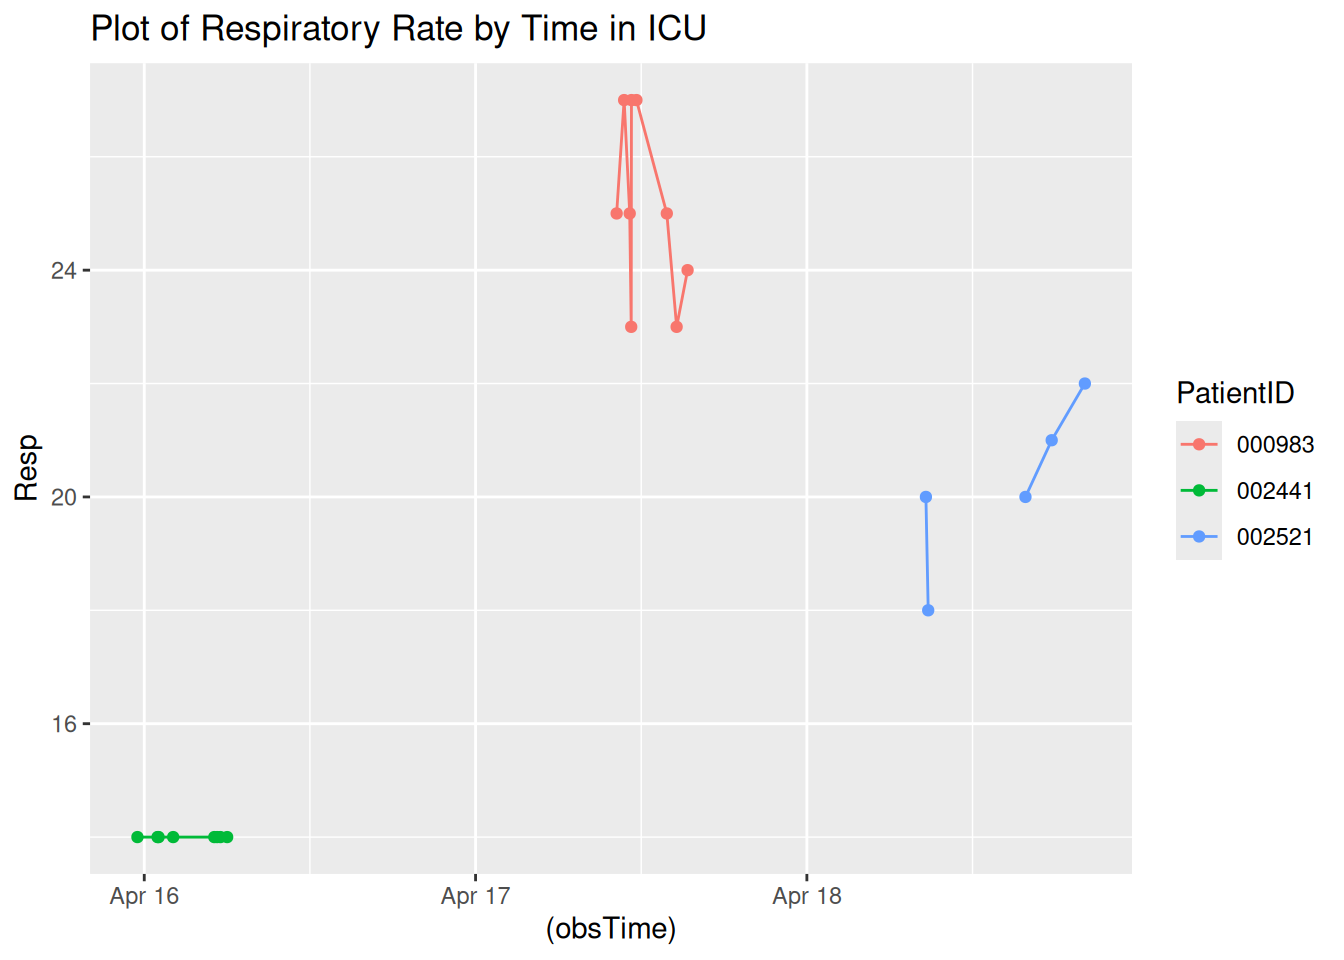 Plot of Respiratory Rate by Time in ICU
Resp
24
20
16
Apr 16
Apr 17
Apr 18
(obsTime)
PatientID
000983
002441
002521